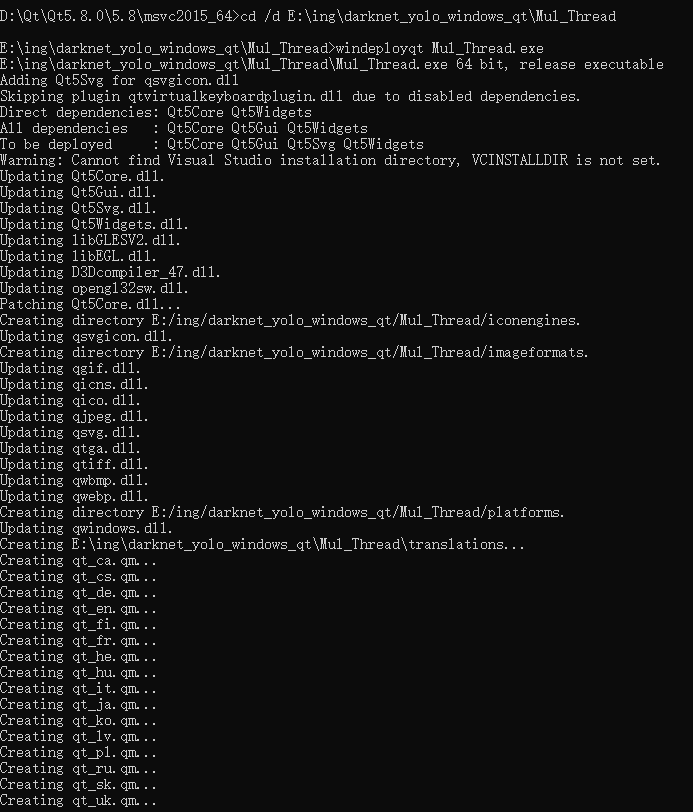 D:\Qt\Qt5.8.0\5.8\msvc2015_64>cd /d E:\ing\darknet_yolo_windows_qt\Mul_Thread
E:\ing\darknet_yolo_windows_qt\Mul_Thread>windeployqt Mul_Thread.exe
E:\ing\darknet_yolo_windows_qt\Mul_Thread\Mul_Thread.exe 64 bit, release executable
Adding Qt5Svg for qsvgicon.dll
Skipping plugin qtvirtualkeyboardplugin.dll due to disabled dependencies.
Direct dependencies: Qt5Core Qt5Widgets
All dependencies   : Qt5Core Qt5Gui Qt5Widgets
To be deployed     : Qt5Core Qt5Gui Qt5Svg Qt5Widgets
Warning: Cannot find Visual Studio installation directory, VCINSTALLDIR is not set.
Updating Qt5Core.dll.
Updating Qt5Gui.dll.
Updating Qt5Svg.dll.
Updating Qt5Widgets.dll.
Updating libGLESV2.dll.
Updating libEGL.dll.
Updating D3Dcompiler_47.dll.
Updating opengl32sw.dll.
Patching Qt5Core.dll...
Creating directory E:/ing/darknet_yolo_windows_qt/Mul_Thread/iconengines.
Updating qsvgicon.dll.
Creating directory E:/ing/darknet_yolo_windows_qt/Mul_Thread/imageformats.
Updating qgif.dll.
Updating qicns.dll.
Updating qico.dll.
Updating qjpeg.dll.
Updating qsvg.dll.
Updating qtga.dll.
Updating qtiff.dll.
Updating qwbmp.dll.
Updating qwebp.dll.
Creating directory E:/ing/darknet_yolo_windows_qt/Mul_Thread/platforms.
Updating qwindows.dll.
Creating E:\ing\darknet_yolo_windows_qt\Mul_Thread\translations...
Creating qt_ca.qm...
Creating qt_cs.qm...
Creating qt_de.qm...
Creating qt_en.qm...
Creating qt_fi.qm...
Creating qt_fr.qm...
Creating qt_he.qm...
Creating qt_hu.qm...
Creating qt_it.qm...
Creating qt_ja.qm...
Creating qt_ko.qm...
Creating qt_lv.qm...
Creating qt_pl.qm...
Creating qt_ru.qm...
Creating qt_sk.qm...
Creating qt_uk.qm...